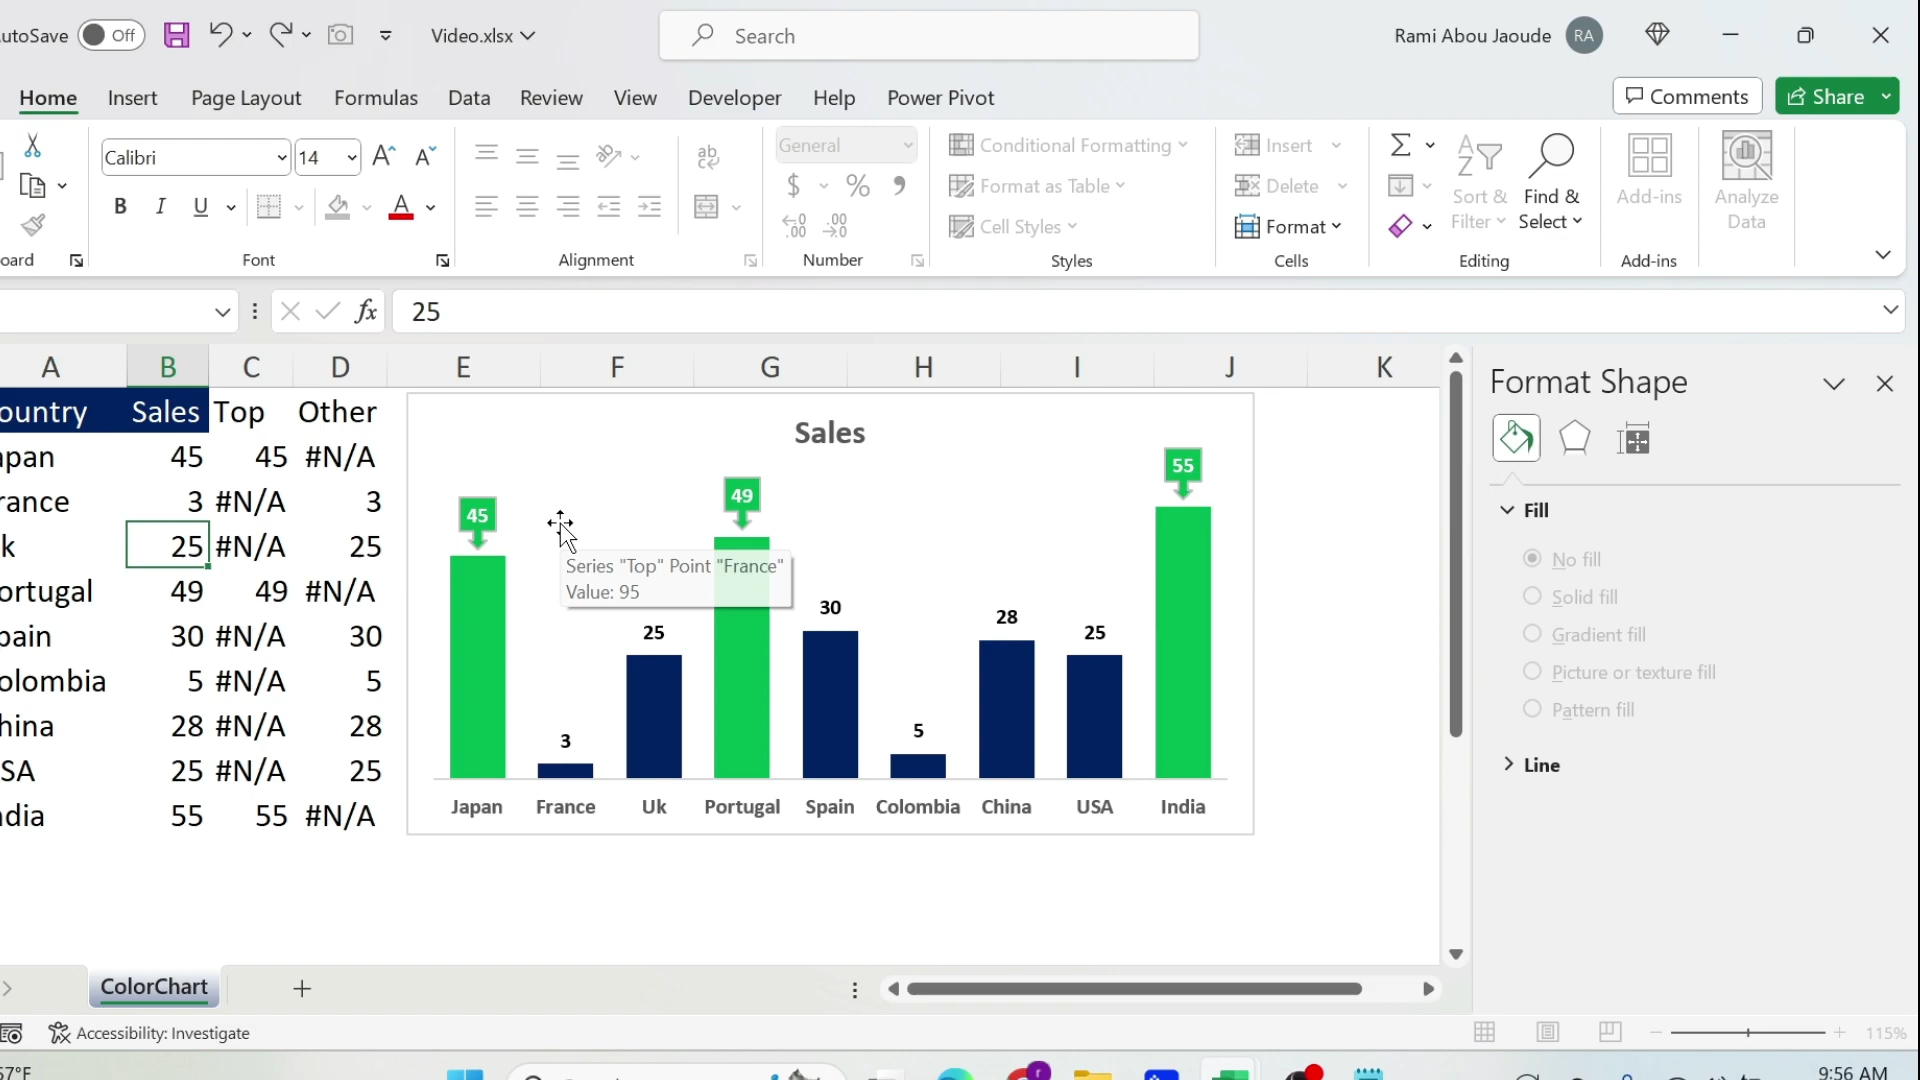 utoSave Off Video.xlsx Search Rami Abou Jaoude RA
Home Insert Page Layout Formulas Data Review View Developer Help Power Pivot Comments Share
Calibri 14 General Conditional Formatting Insert
B I U $ % Format as Table Delete Sort & Filter Find & Select Add-ins Analyze Data
Cell Styles Format
oard Font Alignment Number Styles Cells Editing Add-ins
fx 25
A B C D E F G H I J K
ountry Sales Top Other
apan 45 45 #N/A
rance 3 #N/A 3
k 25 #N/A 25
ortugal 49 49 #N/A
pain 30 #N/A 30
olombia 5 #N/A 5
hina 28 #N/A 28
SA 25 #N/A 25
ndia 55 55 #N/A
Sales
45 3 25 49 30 5 28 25 55
Series "Top" Point "France"
Value: 95
Japan France Uk Portugal Spain Colombia China USA India
Format Shape
Fill
No fill
Solid fill
Gradient fill
Picture or texture fill
Pattern fill
Line
ColorChart
Accessibility: Investigate 115%
57°F 9:56 AM